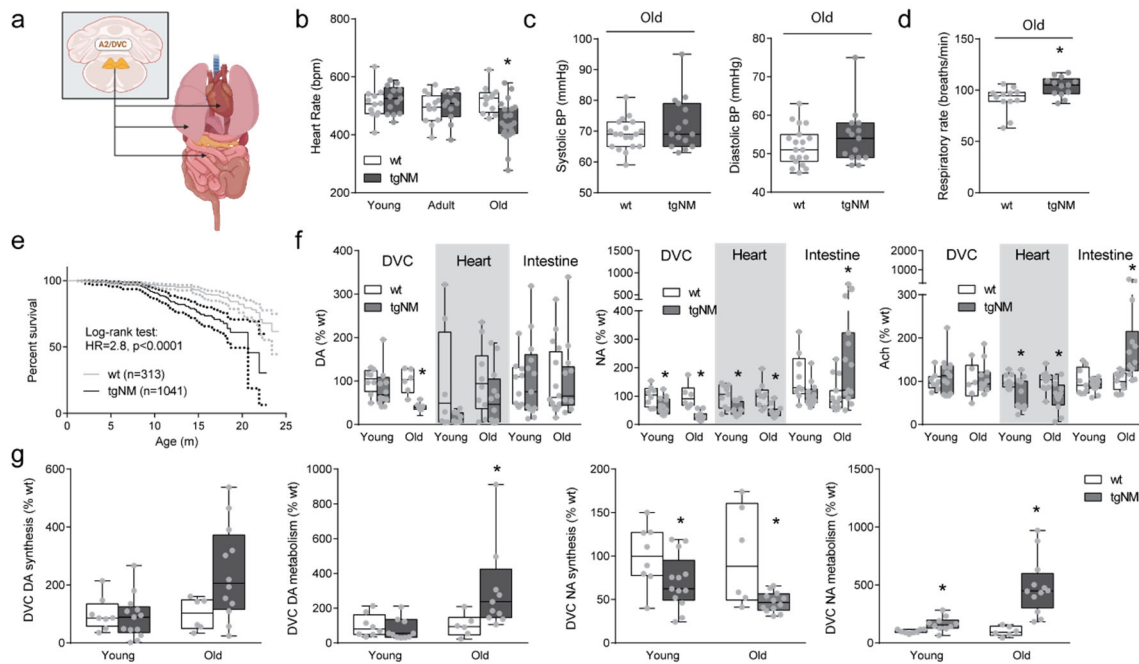 a
A2/DVC
b
Heart Rate (bpm)
800
600
400
200
*
wt
tgNM
Young Adult Old
c
Old
Systolic BP (mmHg)
100
90
80
70
60
50
wt tgNM
Old
Diastolic BP (mmHg)
80
70
60
50
40
wt tgNM
d
Old
Respiratory rate (breaths/min)
150
100
50
0
*
wt tgNM
e
Percent survival
100
50
0
Log-rank test:
HR=2.8, p<0.0001
wt (n=313)
tgNM (n=1041)
0 5 10 15 20 25
Age (m)
f
DVC Heart Intestine
DA (% wt)
400
300
200
100
0
wt
tgNM
*
Young Old Young Old Young Old
DVC Heart Intestine
NA (% wt)
1500
1000
500
400
300
200
100
0
wt
tgNM
* * * * *
Young Old Young Old Young Old
DVC Heart Intestine
Ach (% wt)
2000
1000
300
200
100
0
wt
tgNM
* * *
Young Old Young Old Young Old
g
DVC DA synthesis (% wt)
600
400
200
0
Young Old
DVC DA metabolism (% wt)
1000
800
600
400
200
0
*
Young Old
DVC NA synthesis (% wt)
200
150
100
50
0
* *
Young Old
DVC NA metabolism (% wt)
1500
1000
500
0
* *
wt
tgNM
Young Old